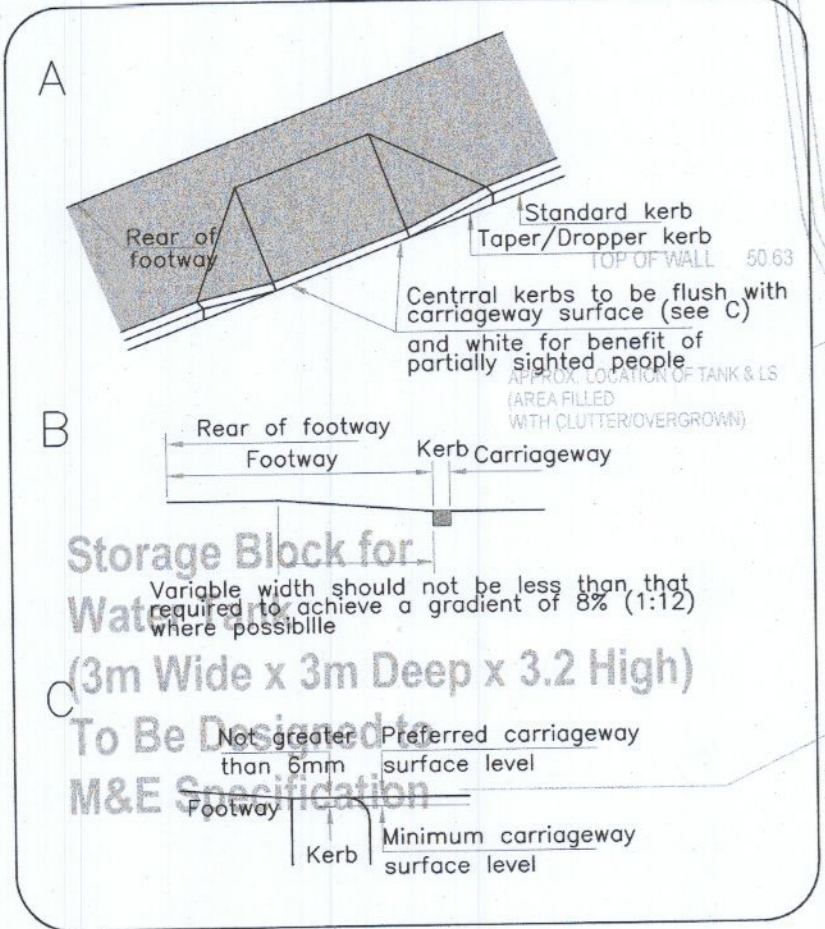 A
Rear of
footway
Standard kerb
Taper/Dropper kerb
TOP OF WALL 50.63
Centrral kerbs to be flush with
carriageway surface (see C)
and white for benefit of
partially sighted people
APPROX. LOCATION OF TANK & LS
(AREA FILLED
WITH CLUTTER/OVERGROWN)
B
Rear of footway
Footway
Kerb
Carriageway
Storage Block for
Water Tank
(3m Wide x 3m Deep x 3.2 High)
To Be Designed to
M&E Specification
Variable width should not be less than that
required to achieve a gradient of 8% (1:12)
where possibllle
C
Not greater
than 6mm
Preferred carriageway
surface level
Footway
Kerb
Minimum carriageway
surface level